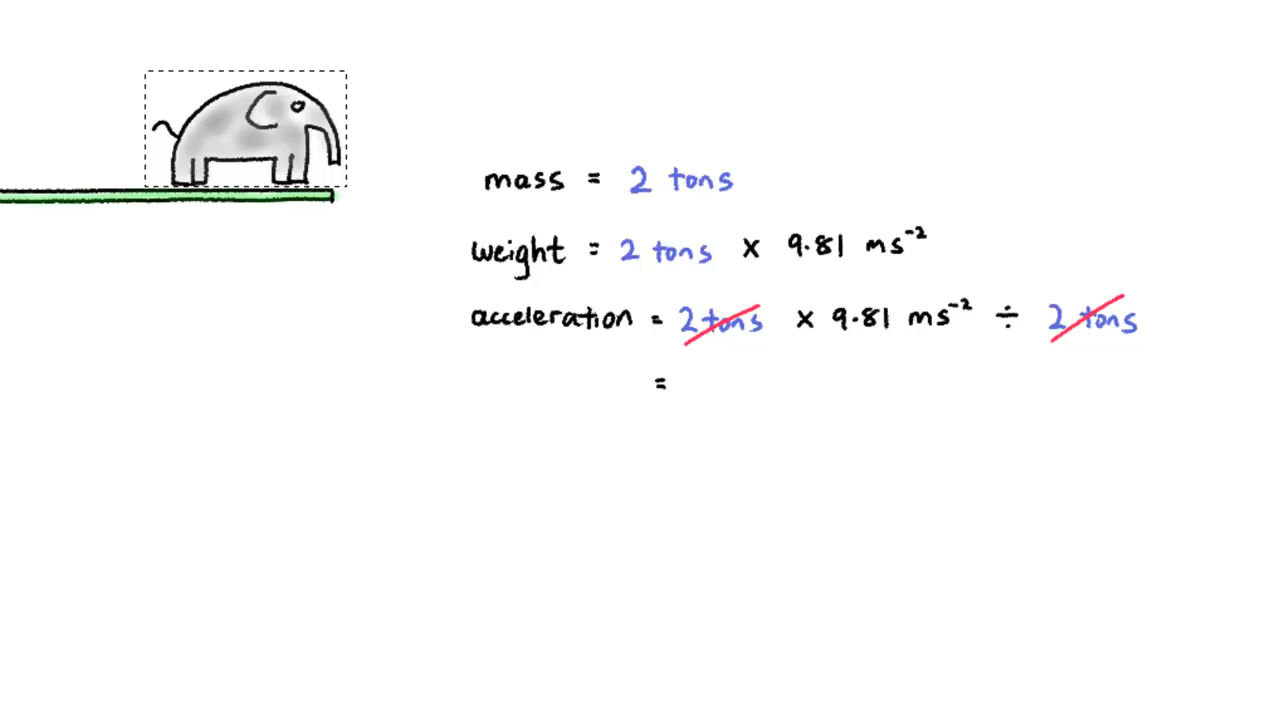 mass = 2 tons
weight = 2 tons x 9.81 ms⁻²
acceleration = 2 tons x 9.81 ms⁻² ÷ 2 tons
=